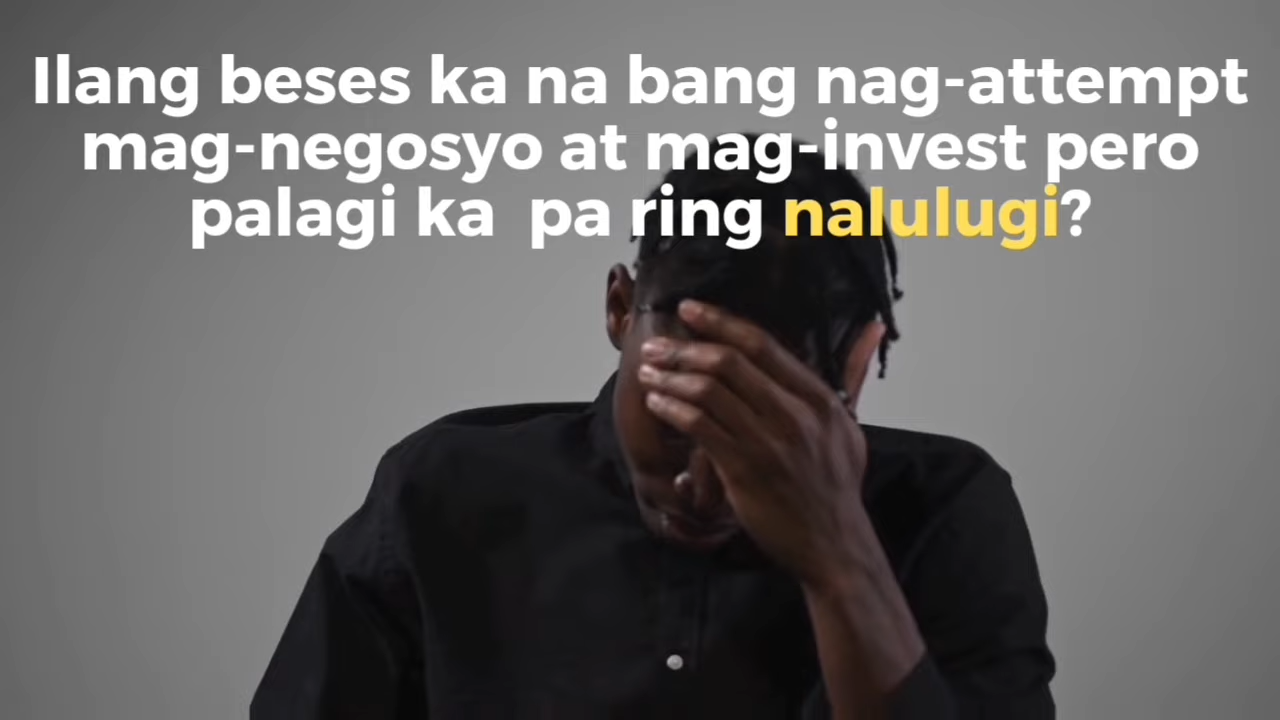 Ilang beses ka na bang nag-attempt
mag-negosyo at mag-invest pero
palagi ka pa ring nalulugi?